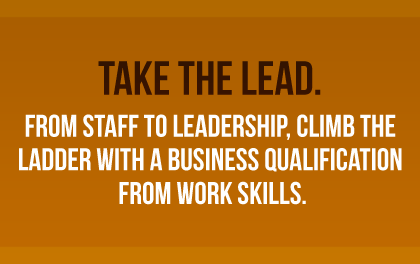 TAKE THE LEAD.
FROM STAFF TO LEADERSHIP, CLIMB THE
LADDER WITH A BUSINESS QUALIFICATION
FROM WORK SKILLS.